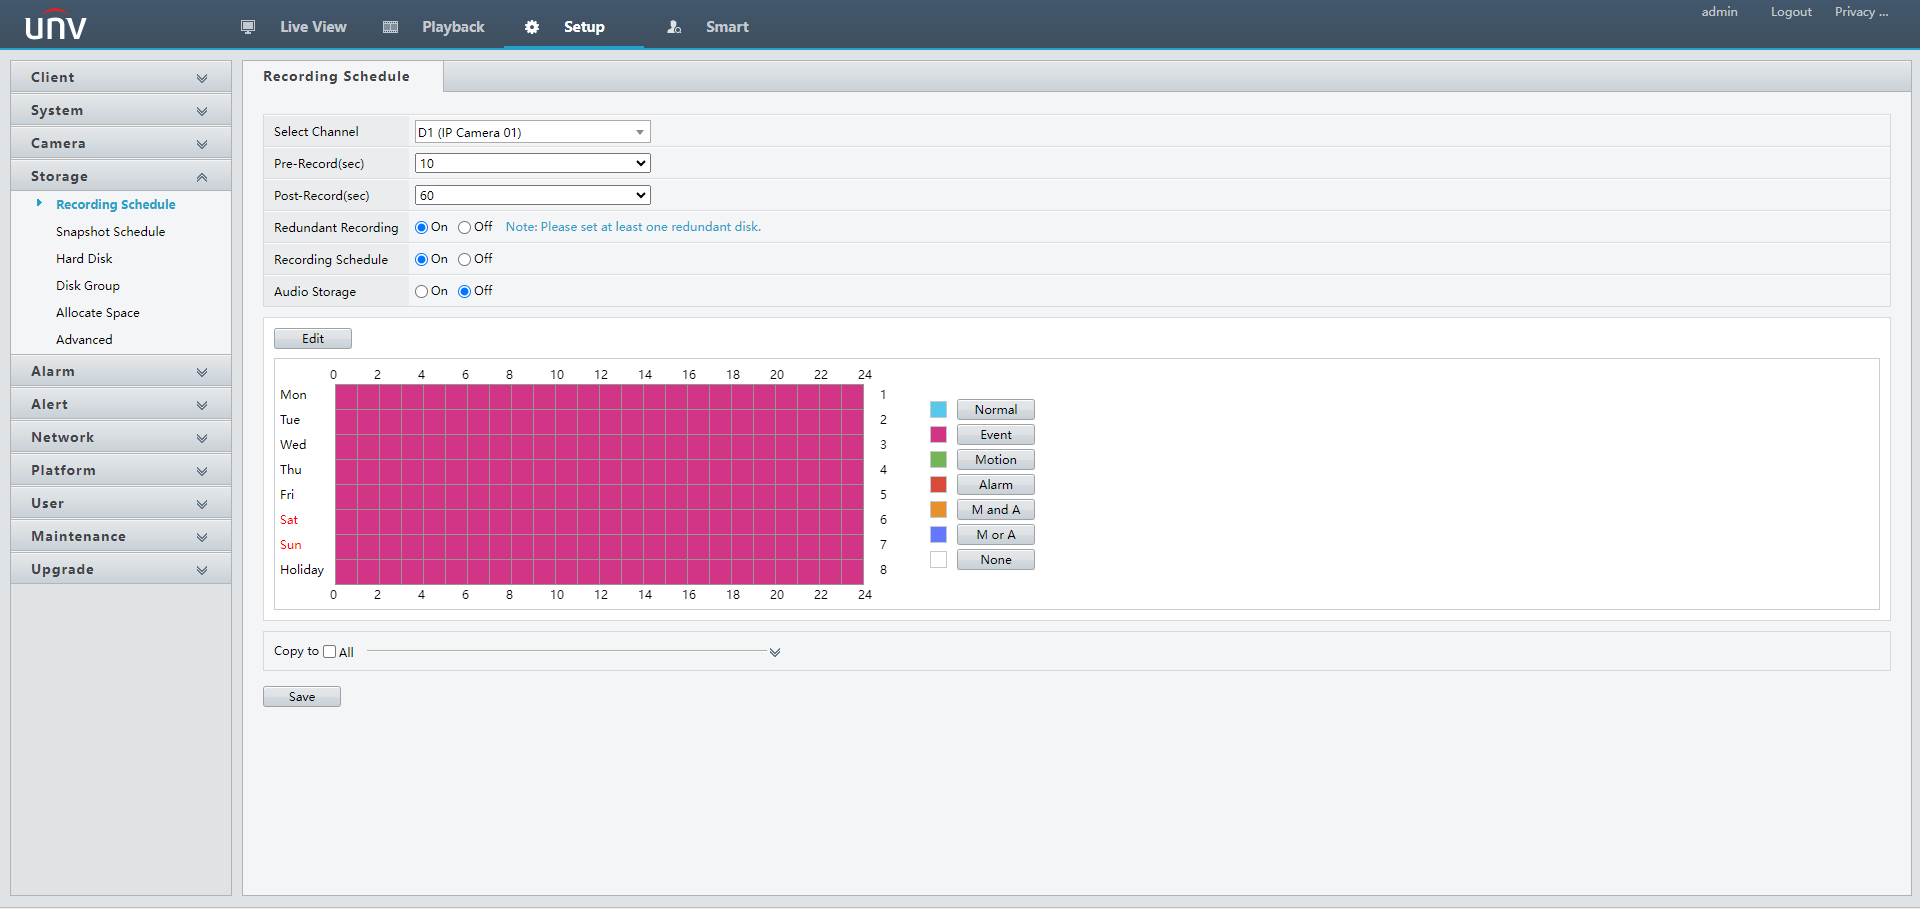 unv
Live View
Playback
Setup
Smart
admin
Logout
Privacy ...
Client
System
Camera
Storage
Recording Schedule
Snapshot Schedule
Hard Disk
Disk Group
Allocate Space
Advanced
Alarm
Alert
Network
Platform
User
Maintenance
Upgrade
Recording Schedule
Select Channel D1 (IP Camera 01)
Pre-Record(sec) 10
Post-Record(sec) 60
Redundant Recording On Off Note: Please set at least one redundant disk.
Recording Schedule On Off
Audio Storage On Off
Edit
0 2 4 6 8 10 12 14 16 18 20 22 24
Mon 1
Tue 2
Wed 3
Thu 4
Fri 5
Sat 6
Sun 7
Holiday 8
0 2 4 6 8 10 12 14 16 18 20 22 24
Normal
Event
Motion
Alarm
M and A
M or A
None
Copy to All
Save